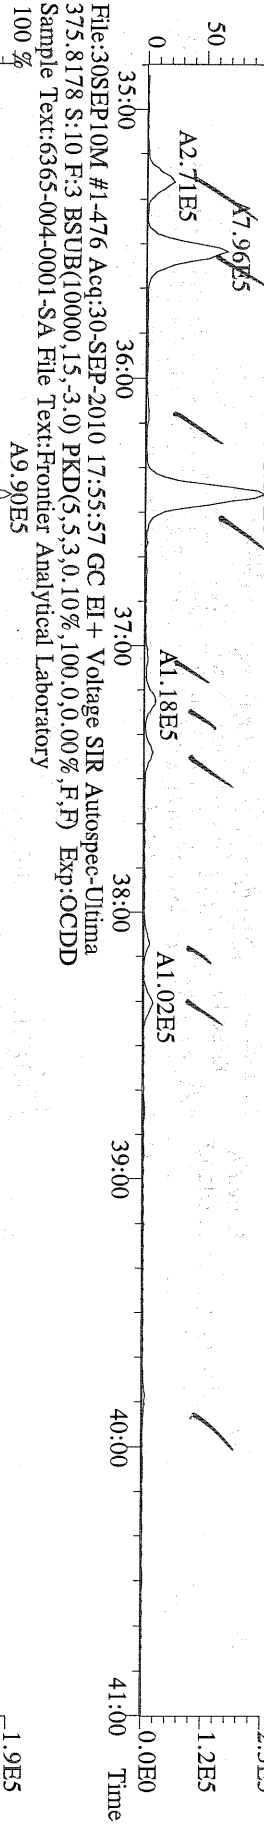 50
0
A2.71E5
A7.96E5
A1.18E5
A1.02E5
1.2E5
0.0E0
35:00 36:00 37:00 38:00 39:00 40:00 41:00 Time
File:30SEP10M #1-476 Acq:30-SEP-2010 17:55:57 GC EI+ Voltage SIR Autospec-Ultima
375.8178 S:10 F:3 BSUB(10000,15,-3.0) PKD(5,5,3,0.10%,100.0,0.00%,F,F) Exp:OCDD
Sample Text:6365-004-0001-SA File Text:Frontier Analytical Laboratory
100 %
A9.90E5
1.9E5